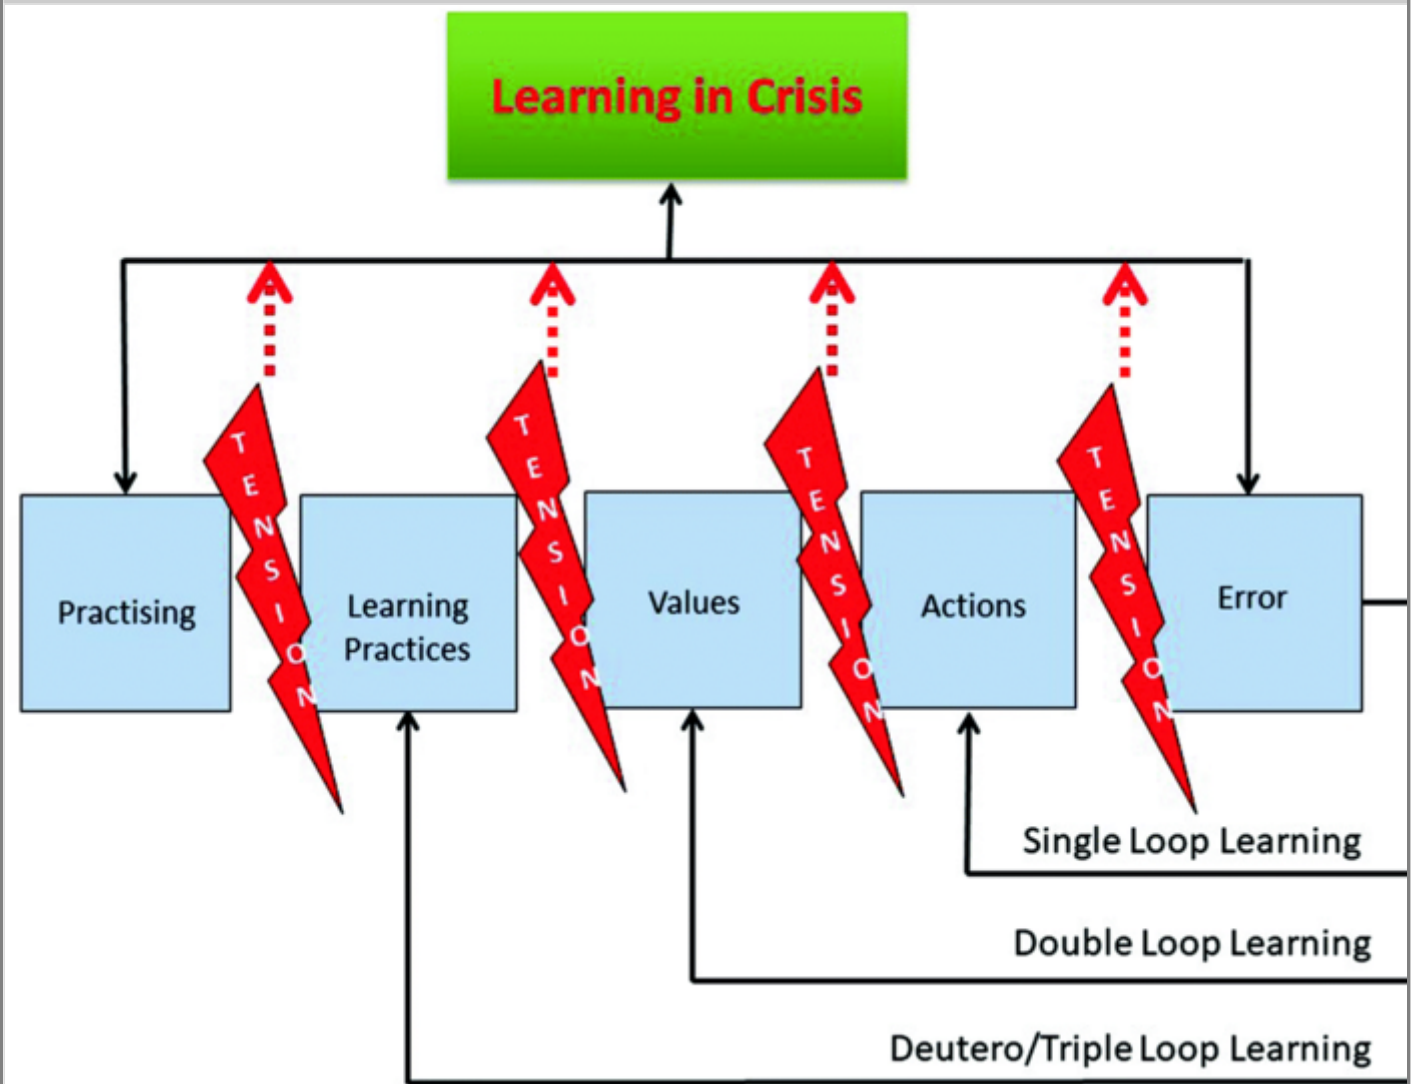 Learning in Crisis
TENSION
TENSION
TENSION
TENSION
Practising
Learning
Practices
Values
Actions
Error
Single Loop Learning
Double Loop Learning
Deutero/Triple Loop Learning